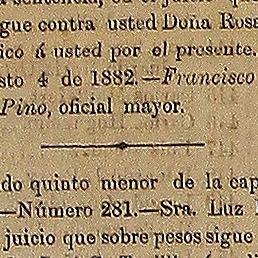 sentencia, en el juicio que
gue contra usted Doña Rosa
ico á usted por el presente.
sto 4 de 1882.—Francisco
Pino, oficial mayor.
do quinto menor de la cap
—Número 281.—Sra. Luz
juicio que sobre pesos sigue